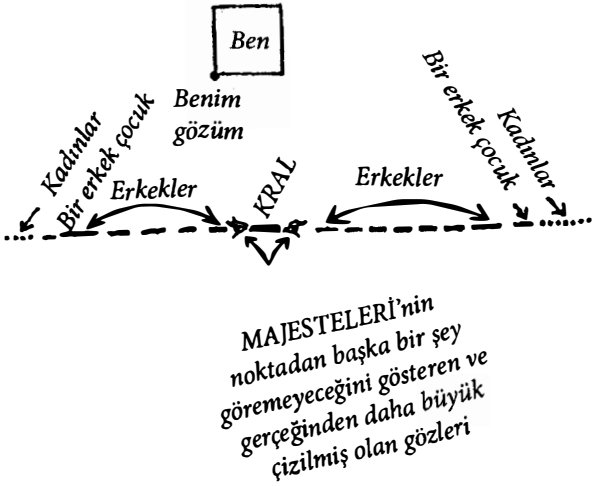 Ben
Benim
gözüm
Kadınlar
Bir erkek çocuk
Erkekler
KRAL
Erkekler
Bir erkek çocuk
Kadınlar
MAJESTELERİ'nin
noktadan başka bir şey
göremeyeceğini gösteren ve
gerçeğinden daha büyük
çizilmiş olan gözleri